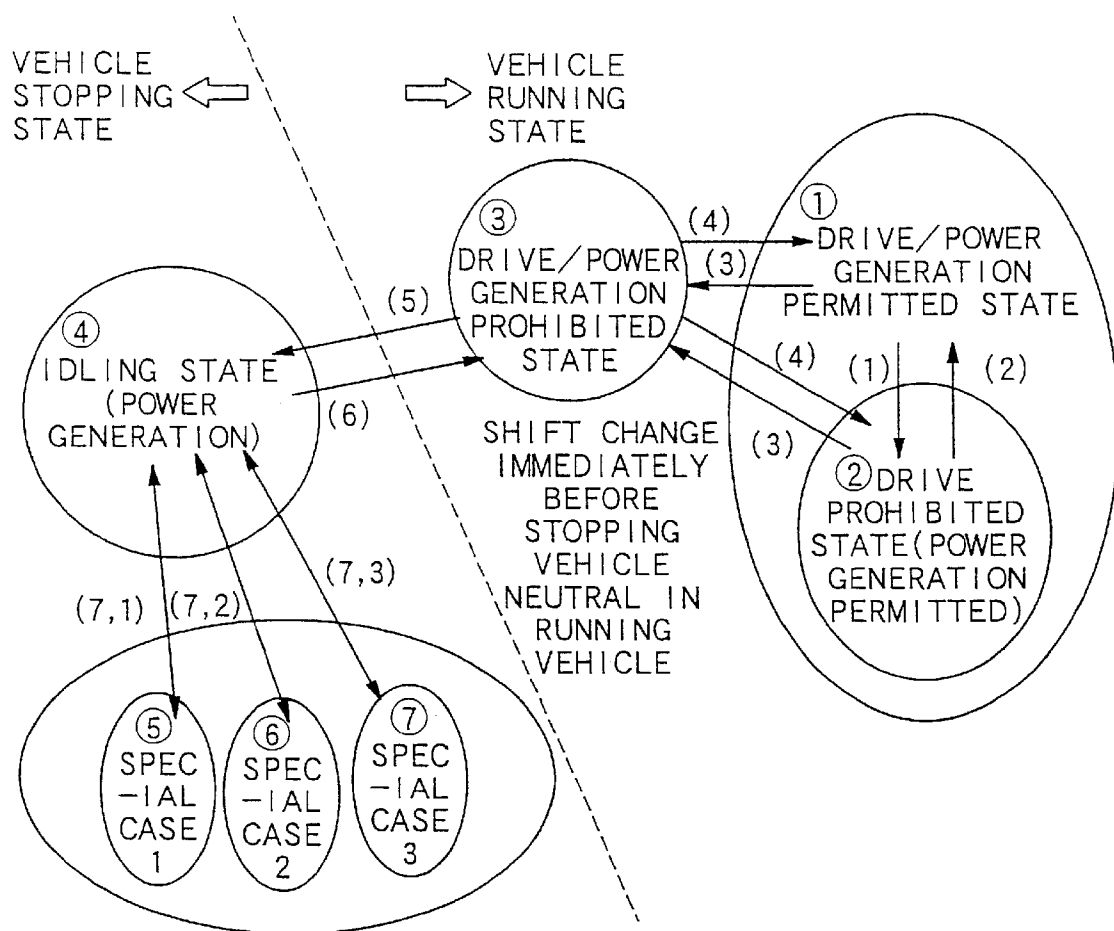 VEHICLE
STOPPING
STATE
VEHICLE
RUNNING
STATE
③
DRIVE/POWER
GENERATION
PROHIBITED
STATE
(4)
(3)
①
DRIVE/POWER
GENERATION
PERMITTED STATE
(5)
(6)
(4)
(3)
(1)
(2)
④
IDLING STATE
(POWER
GENERATION)
SHIFT CHANGE
IMMEDIATELY
BEFORE
STOPPING
VEHICLE
NEUTRAL IN
RUNNING
VEHICLE
② DRIVE
PROHIBITED
STATE(POWER
GENERATION
PERMITTED)
(7,1)
(7,2)
(7,3)
⑤
SPEC
-IAL
CASE
1
⑥
SPEC
-IAL
CASE
2
⑦
SPEC
-IAL
CASE
3